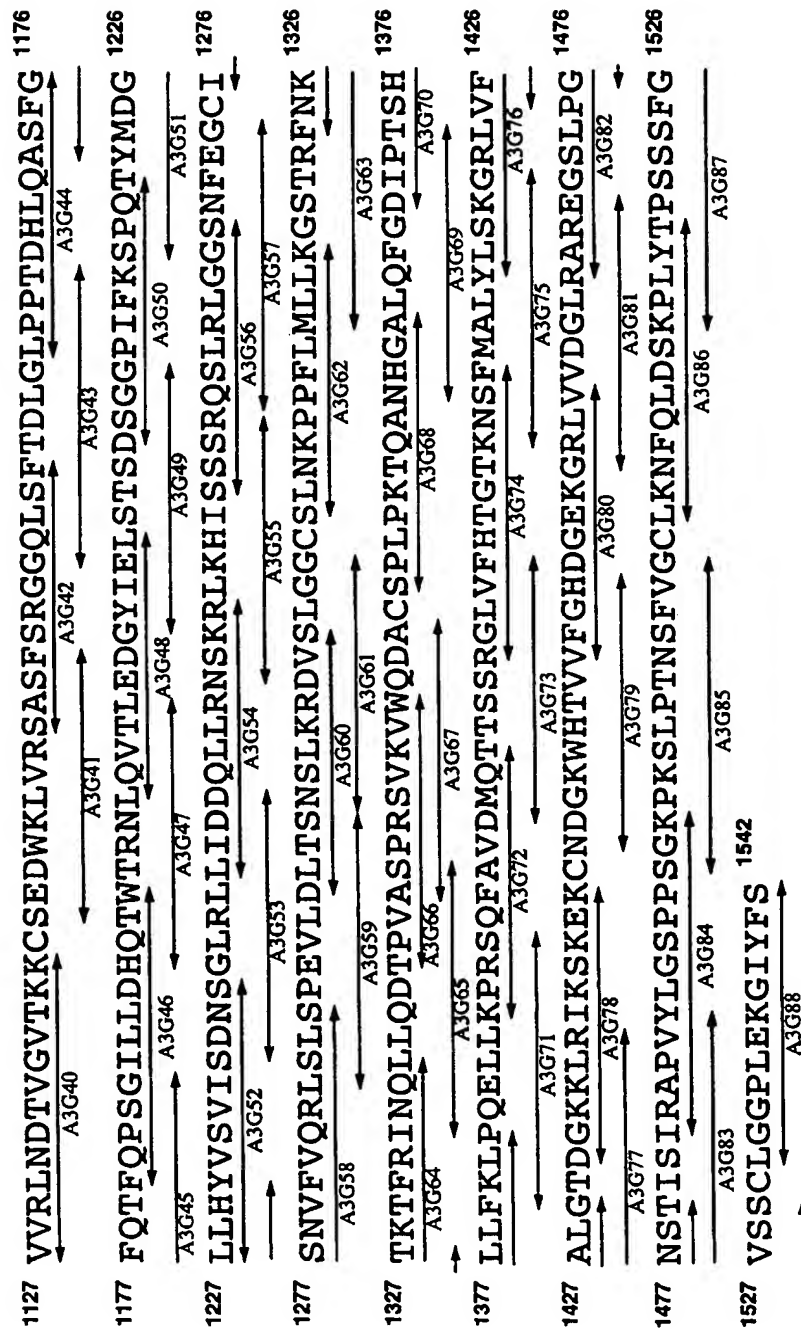 1127 VVRLNDTVGVTKKCSEDWKLVRSASFSRGGQLSFTDLGLPPTDHLQASFG 1176
A3G40 A3G42 A3G44
A3G41 A3G43
1177 FQTFQPSGILLDHQTWTRNLQVTLEDGYIELSTSDSGGPIFKSPQTYMDG 1226
A3G46 A3G48 A3G50
A3G45 A3G47 A3G49 A3G51
1227 LLHYVSVISDNSGLRLLIDDQLLRNSKRLKHISSSRQSLRLGGSNFEGCI 1276
A3G52 A3G54 A3G56
A3G53 A3G55 A3G57
1277 SNVFVQRLSLSPEVLDLTSNSLKRDVSLGGCSLNKPPFLMLLKGSTRFNK 1326
A3G58 A3G60 A3G62
A3G59 A3G61 A3G63
1327 TKTFRINQLLQDTPVASPRSVKVWQDACSPLPKTQANHGALQFGDIPTSH 1376
A3G64 A3G66 A3G68 A3G70
A3G65 A3G67 A3G69
1377 LLFKLPQELLKPRSQFAVDMQTTSSRGLVFHTGTKNSFMALYLSKGRLVF 1426
A3G72 A3G74 A3G76
A3G71 A3G73 A3G75
1427 ALGTDGKKLRIKSKEKCNDGKWHTVVFGHDGEKGRLVVDGLRAREGSLPG 1476
A3G78 A3G80 A3G82
A3G77 A3G79 A3G81
1477 NSTISIRAPVYLGSPPSGKPKSLPTNSFVGCLKNFQLDSKPLYTPSSSFG 1526
A3G84 A3G86
A3G83 A3G85 A3G87
1527 VSSCLGGPLEKGIYFS 1542
A3G88